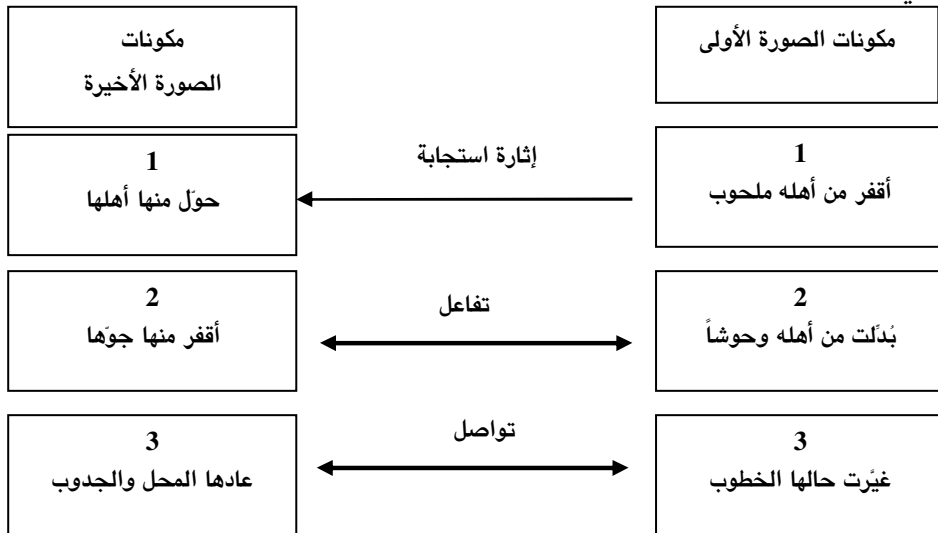 مكونات الصورة الأولى
مكونات
الصورة الأخيرة
1
أقفر من أهله ملحوب
إثارة استجابة
1
حوّل منها أهلها
2
بُدِّلت من أهله وحوشاً
تفاعل
2
أقفر منها جوّها
3
غيَّرت حالها الخطوب
تواصل
3
عادها المحل والجدوب